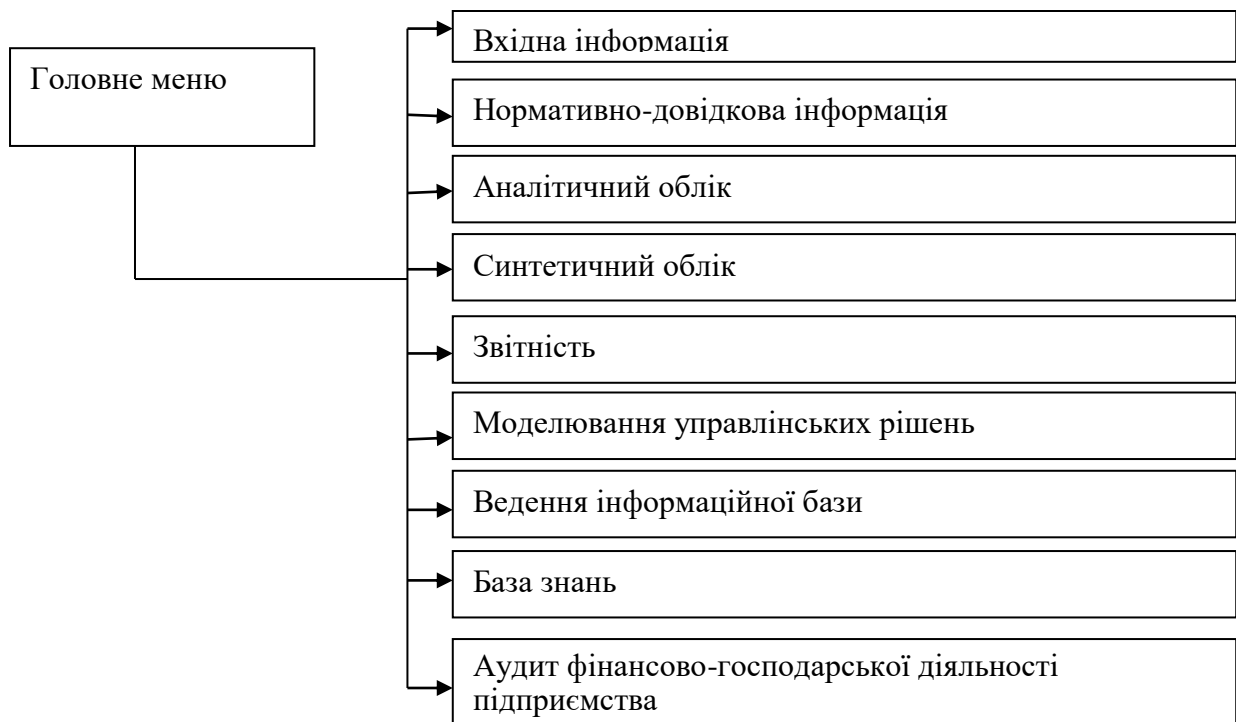 Головне меню
Вхідна інформація
Нормативно-довідкова інформація
Аналітичний облік
Синтетичний облік
Звітність
Моделювання управлінських рішень
Ведення інформаційної бази
База знань
Аудит фінансово-господарської діяльності
підприємства